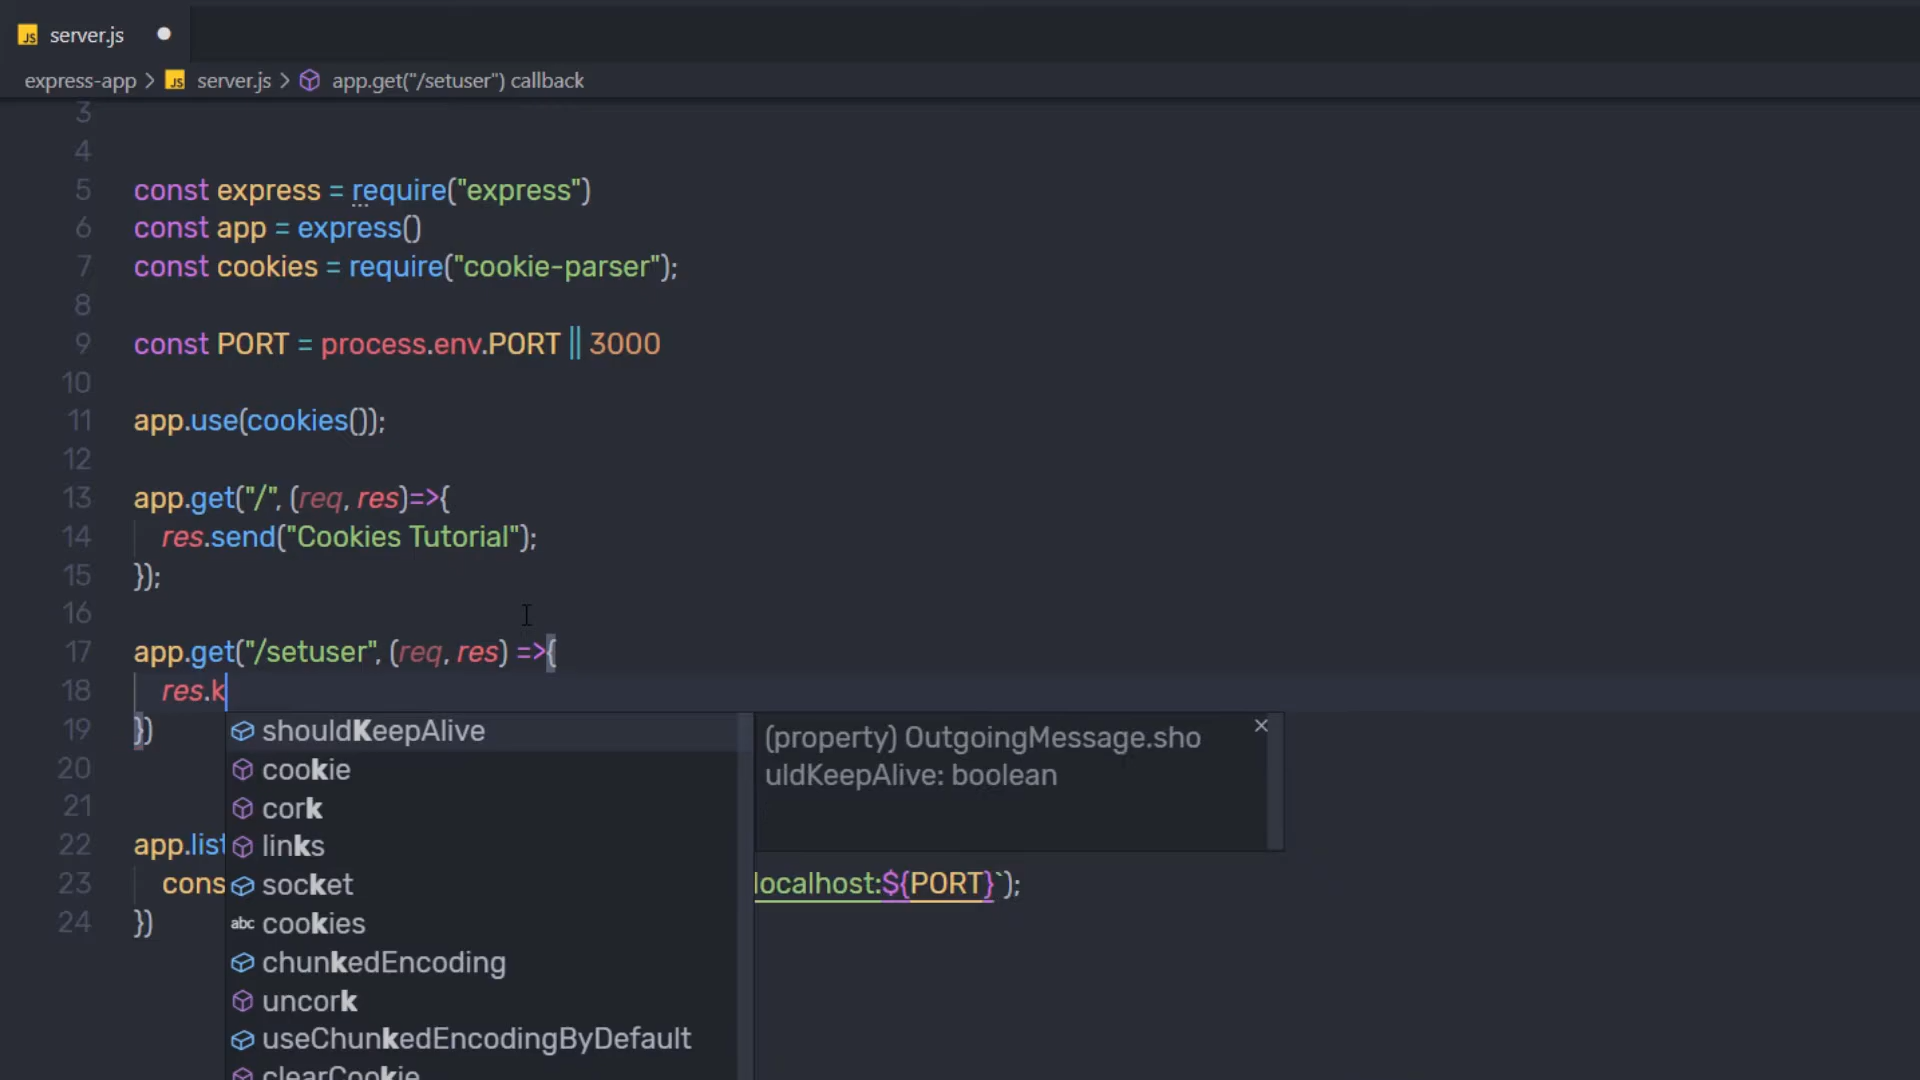 JS server.js
express-app > JS server.js > app.get("/setuser") callback
3
4
5 const express = require("express")
6 const app = express()
7 const cookies = require("cookie-parser");
8
9 const PORT = process.env.PORT || 3000
10
11 app.use(cookies());
12
13 app.get("/", (req, res)=>{
14 res.send("Cookies Tutorial");
15 });
16
17 app.get("/setuser", (req, res) =>{
18 res.k
19 })
shouldKeepAlive
(property) OutgoingMessage.sho
uldKeepAlive: boolean
20 cookie
21 cork
22 app.list
links
23 cons
socket
localhost:${PORT}`);
24 })
abc cookies
chunkedEncoding
uncork
useChunkedEncodingByDefault
clearCookie